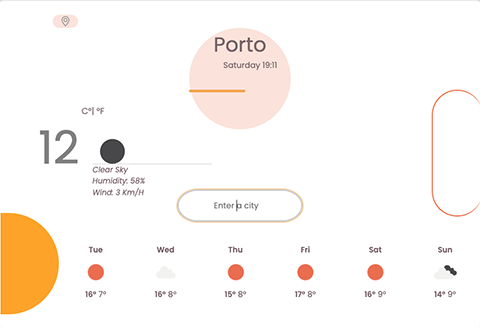 Porto
Saturday 19:11
C°| °F
12
Clear Sky
Humidity: 58%
Wind: 3 Km/H
Enter a city
Tue Wed Thu Fri Sat Sun
16° 7° 16° 8° 15° 8° 17° 8° 16° 9° 14° 9°